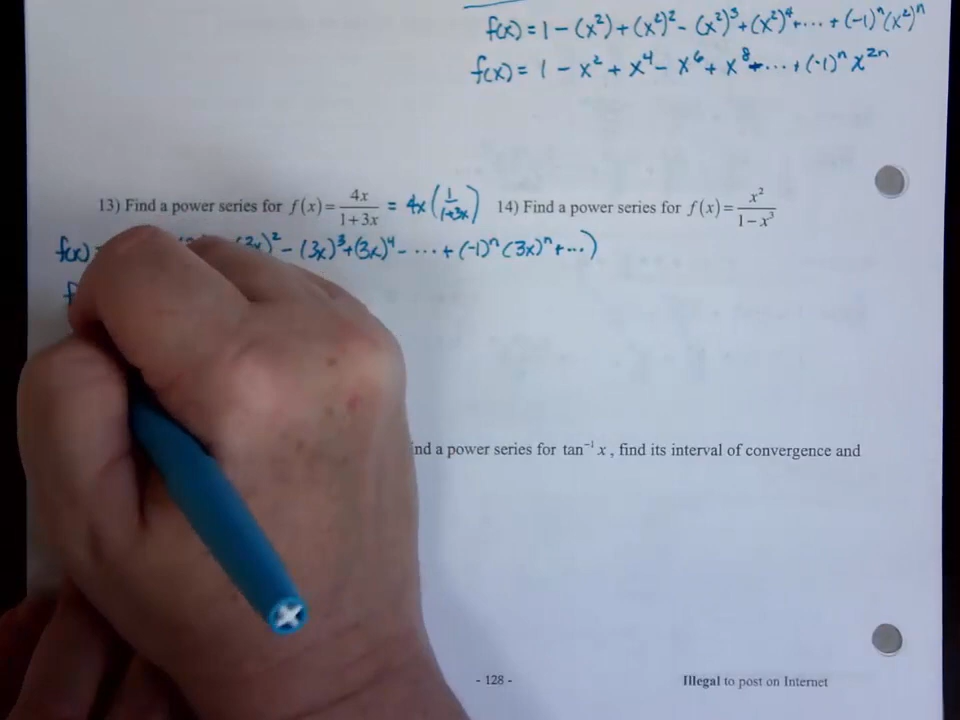 f(x) = 1 - (x²) + (x²)² - (x²)³ + (x²)⁴ + ... + (-1)ⁿ (x²)ⁿ
f(x) = 1 - x² + x⁴ - x⁶ + x⁸ + ... + (-1)ⁿ x²ⁿ
13) Find a power series for f(x) = 4x/(1+3x) = 4x (1/(1+3x))
14) Find a power series for f(x) = x²/(1-x³)
f(x) (3x)² - (3x)³ + (3x)⁴ - ... + (-1)ⁿ (3x)ⁿ + ...)
f
a power series for tan⁻¹ x, find its interval of convergence and
- 128 -
Illegal to post on Internet